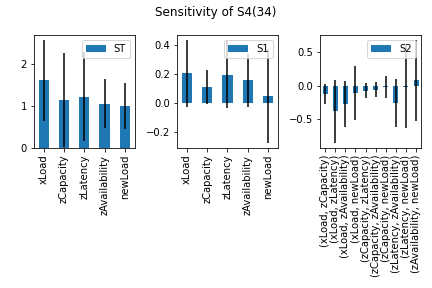 Sensitivity of S4(34)
ST
2
1
0
xLoad
zCapacity
zLatency
zAvailability
newLoad
S1
0.4
0.2
0.0
−0.2
xLoad
zCapacity
zLatency
zAvailability
newLoad
S2
0.5
0.0
−0.5
(xLoad, zCapacity)
(xLoad, zLatency)
(xLoad, zAvailability)
(xLoad, newLoad)
(zCapacity, zLatency)
(zCapacity, zAvailability)
(zCapacity, newLoad)
(zLatency, zAvailability)
(zLatency, newLoad)
(zAvailability, newLoad)